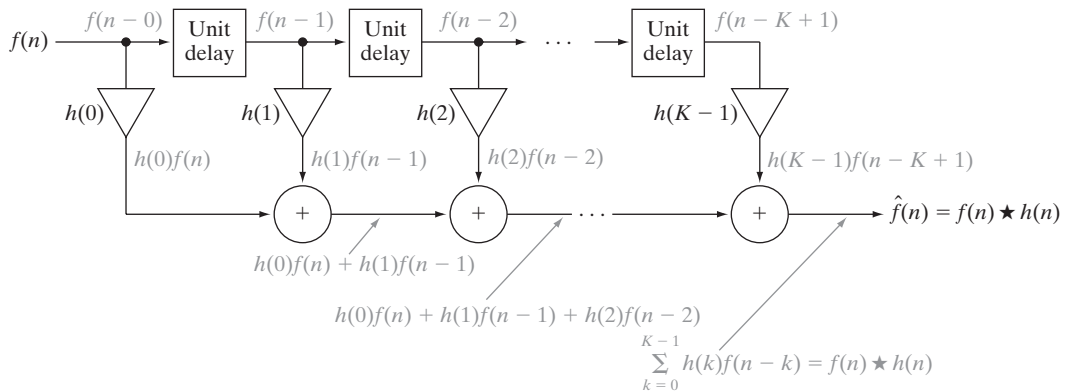 f(n − 0) f(n − 1) f(n − 2) f(n − K + 1)
f(n) Unit delay Unit delay · · · Unit delay
h(0) h(1) h(2) h(K − 1)
h(0)f(n) h(1)f(n − 1) h(2)f(n − 2) h(K − 1)f(n − K + 1)
+ + · · · + f̂(n) = f(n) ★ h(n)
h(0)f(n) + h(1)f(n − 1)
h(0)f(n) + h(1)f(n − 1) + h(2)f(n − 2)
K − 1
∑ h(k)f(n − k) = f(n) ★ h(n)
k = 0